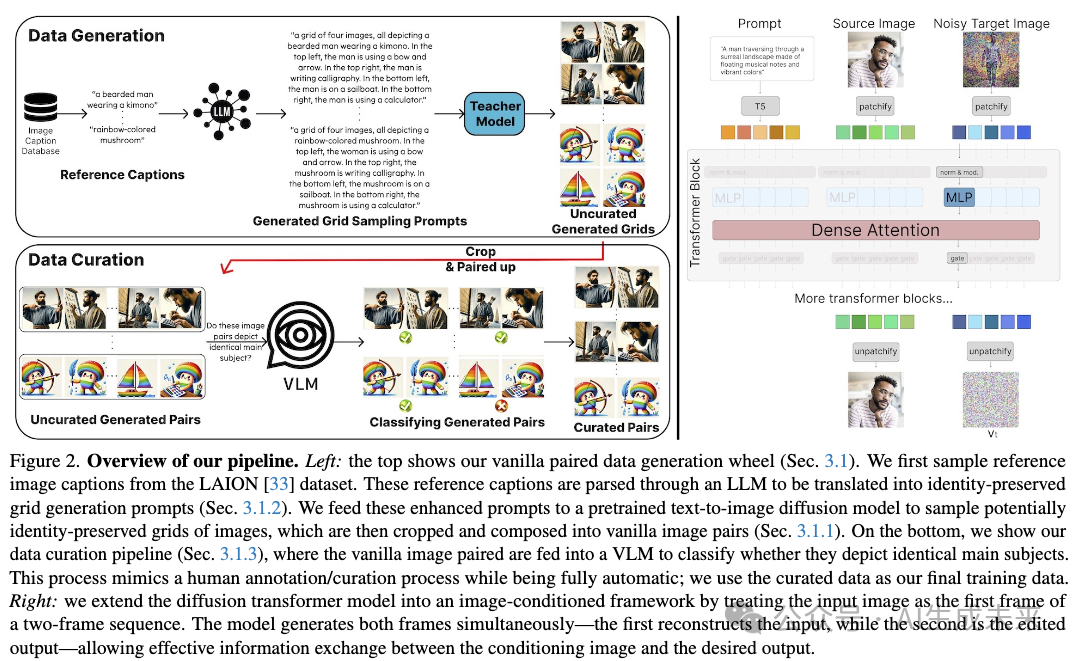 Data Generation
Image
Caption
Database
"a bearded man
wearing a kimono"
"rainbow-colored
mushroom"
Reference Captions
LLM
"a grid of four images, all depicting a
bearded man wearing a kimono. In the
top left, the man is using a bow and
arrow. In the top right, the man is
writing calligraphy. In the bottom left,
the man is on a sailboat. In the bottom
right, the man is using a calculator."
"a grid of four images, all depicting a
rainbow-colored mushroom. In the
top left, the woman is using a bow
and arrow. In the top right, the
mushroom is writing calligraphy. In
the bottom left, the mushroom is on a
sailboat. In the bottom right, the
mushroom is using a calculator."
Generated Grid Sampling Prompts
Teacher
Model
Uncurated
Generated Grids
Data Curation
Crop
& Paired up
Uncurated Generated Pairs
Do these image
pairs depict
identical main
subject?
VLM
Classifying Generated Pairs
Curated Pairs
Prompt
Source Image
Noisy Target Image
"A man traversing through a
surreal landscape made of
floating musical notes and
vibrant colors"
T5
patchify
patchify
Transformer Block
norm & mod.
norm & mod.
norm & mod.
MLP
MLP
MLP
Dense Attention
gate gate gate gate gate
gate gate gate gate gate
gate gate gate gate gate
More transformer blocks...
unpatchify
unpatchify
Vt
Figure 2. Overview of our pipeline. Left: the top shows our vanilla paired data generation wheel (Sec. 3.1). We first sample reference
image captions from the LAION [33] dataset. These reference captions are parsed through an LLM to be translated into identity-preserved
grid generation prompts (Sec. 3.1.2). We feed these enhanced prompts to a pretrained text-to-image diffusion model to sample potentially
identity-preserved grids of images, which are then cropped and composed into vanilla image pairs (Sec. 3.1.1). On the bottom, we show our
data curation pipeline (Sec. 3.1.3), where the vanilla image paired are fed into a VLM to classify whether they depict identical main subjects.
This process mimics a human annotation/curation process while being fully automatic; we use the curated data as our final training data.
Right: we extend the diffusion transformer model into an image-conditioned framework by treating the input image as the first frame of
a two-frame sequence. The model generates both frames simultaneously—the first reconstructs the input, while the second is the edited
output—allowing effective information exchange between the conditioning image and the desired output.
公众号 · AI生成未来